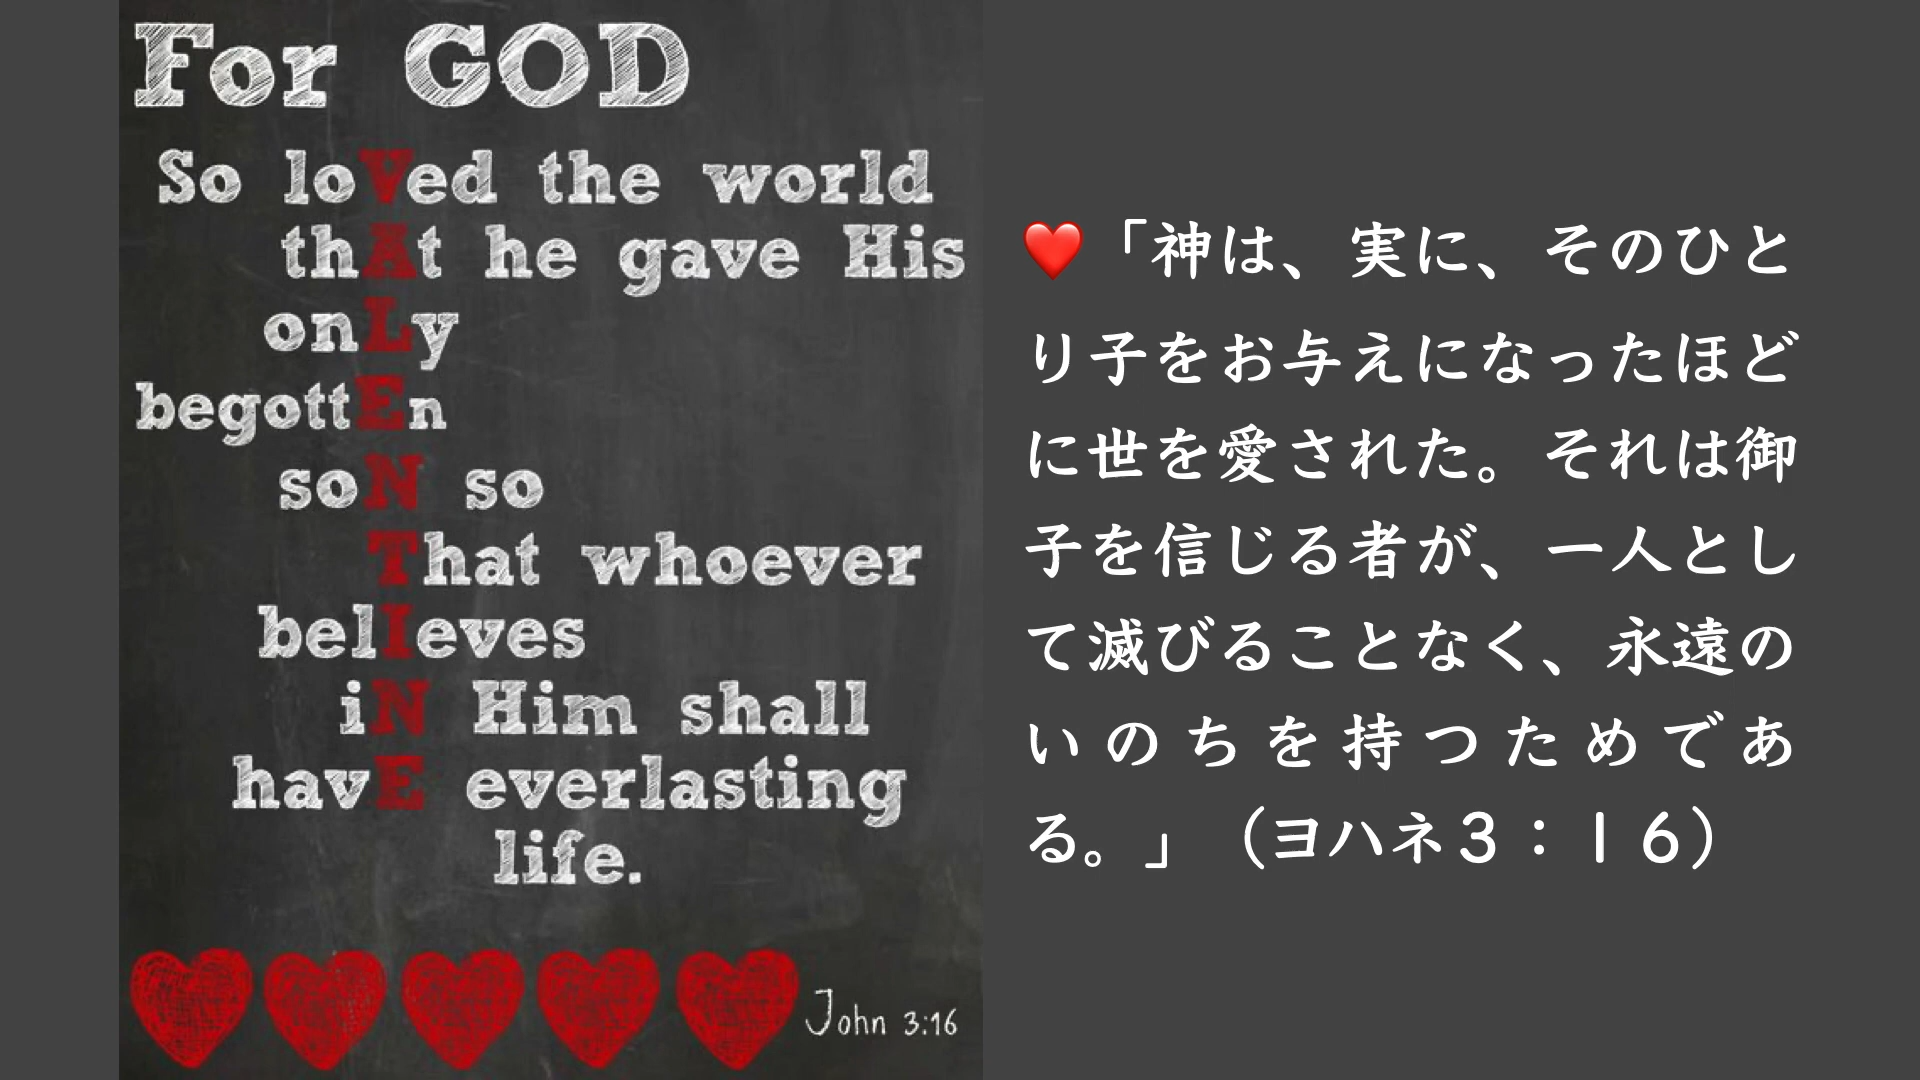 For GOD
So loVed the world
thAt he gave His
onLy
begottEn
soN so
That whoever
belIeves
iN Him shall
havE everlasting
life.
John 3:16
❤️「神は、実に、そのひと
り子をお与えになったほど
に世を愛された。それは御
子を信じる者が、一人とし
て滅びることなく、永遠の
いのちを持つためであ
る。」（ヨハネ３：１６）